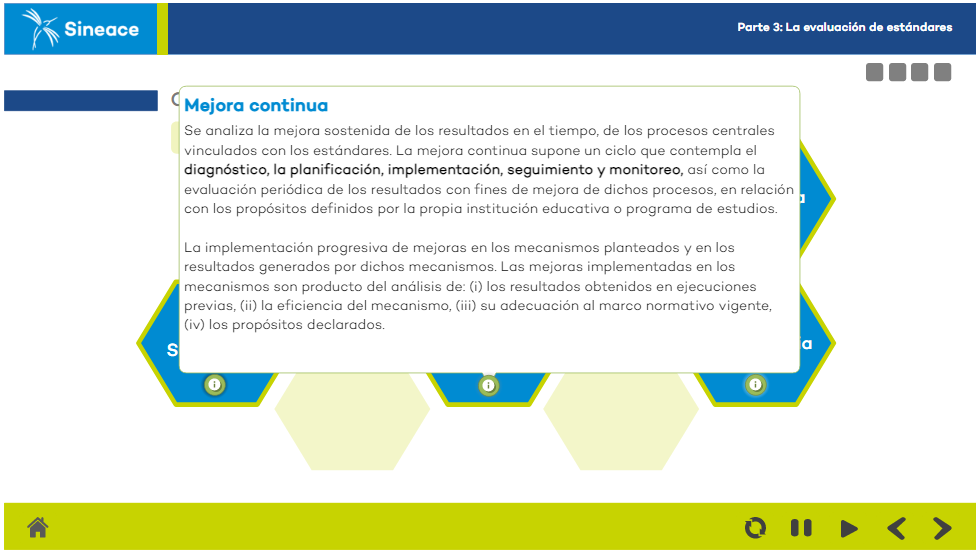 Sineace
Parte 3: La evaluación de estándares
Mejora continua
Se analiza la mejora sostenida de los resultados en el tiempo, de los procesos centrales
vinculados con los estándares. La mejora continua supone un ciclo que contempla el
diagnóstico, la planificación, implementación, seguimiento y monitoreo, así como la
evaluación periódica de los resultados con fines de mejora de dichos procesos, en relación
con los propósitos definidos por la propia institución educativa o programa de estudios.
La implementación progresiva de mejoras en los mecanismos planteados y en los
resultados generados por dichos mecanismos. Las mejoras implementadas en los
mecanismos son producto del análisis de: (i) los resultados obtenidos en ejecuciones
previas, (ii) la eficiencia del mecanismo, (iii) su adecuación al marco normativo vigente,
(iv) los propósitos declarados.